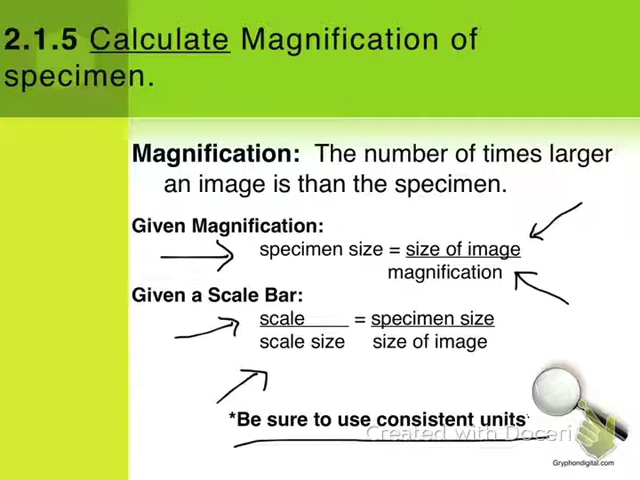 2.1.5 Calculate Magnification of
specimen.
Magnification: The number of times larger
an image is than the specimen.
Given Magnification:
specimen size = size of image
magnification
Given a Scale Bar:
scale = specimen size
scale size size of image
*Be sure to use consistent units
Created with Doceri
Gryphondigital.com